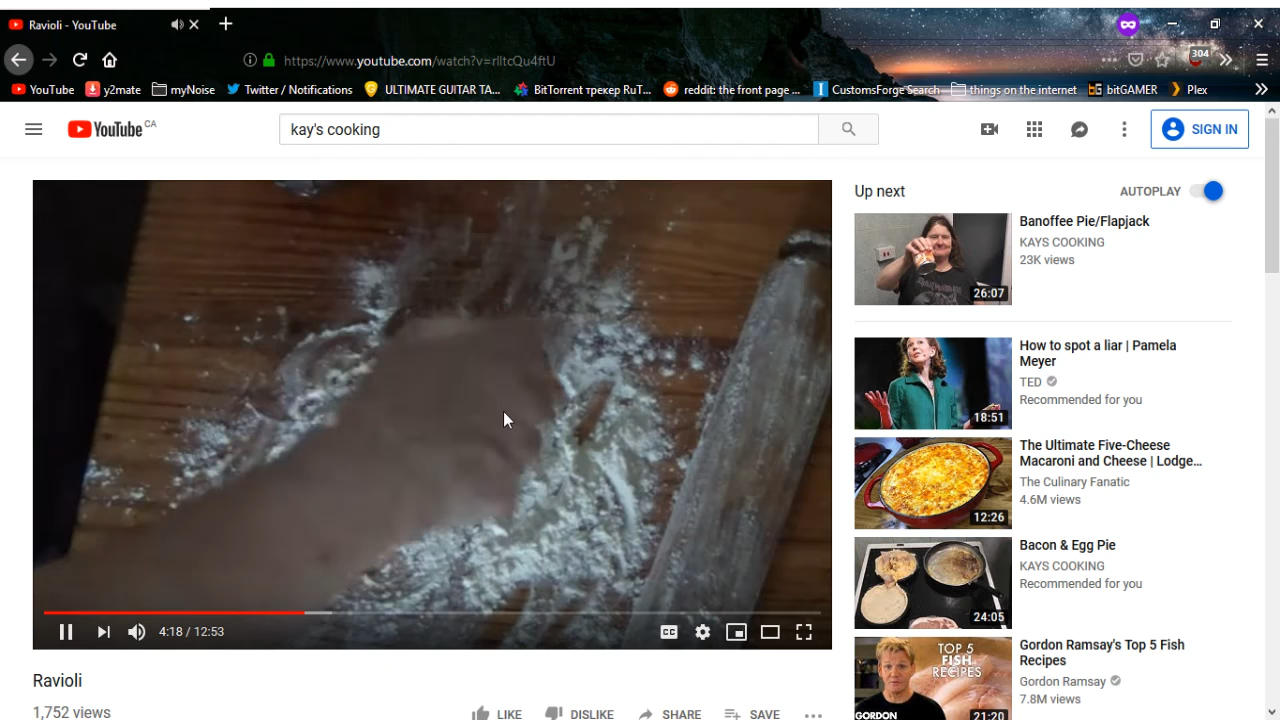 Ravioli - YouTube
https://www.youtube.com/watch?v=rlltcQu4ftU
304
YouTube
y2mate
myNoise
Twitter / Notifications
ULTIMATE GUITAR TA...
BitTorrent трекер RuT...
reddit: the front page ...
CustomsForge Search
things on the internet
bitGAMER
Plex
YouTube CA
kay's cooking
SIGN IN
Up next
AUTOPLAY
Banoffee Pie/Flapjack
KAYS COOKING
23K views
26:07
How to spot a liar | Pamela
Meyer
TED
Recommended for you
18:51
The Ultimate Five-Cheese
Macaroni and Cheese | Lodge...
The Culinary Fanatic
4.6M views
12:26
Bacon & Egg Pie
KAYS COOKING
Recommended for you
24:05
Gordon Ramsay's Top 5 Fish
Recipes
Gordon Ramsay
7.8M views
TOP 5
FISH
RECIPES
GORDON
21:20
4:18 / 12:53
CC
Ravioli
1,752 views
LIKE
DISLIKE
SHARE
SAVE